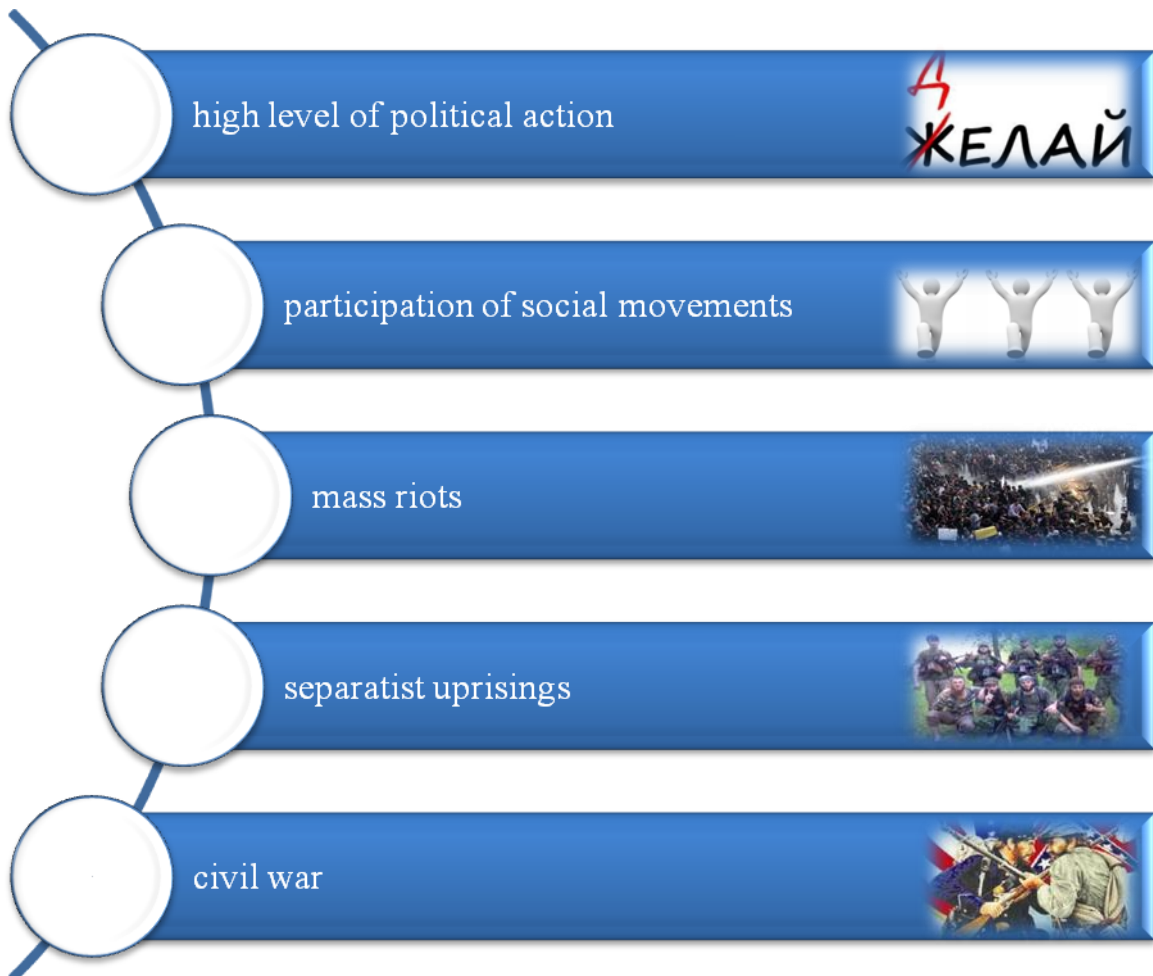 high level of political action
Д
ЖЕЛАЙ
participation of social movements
mass riots
separatist uprisings
civil war